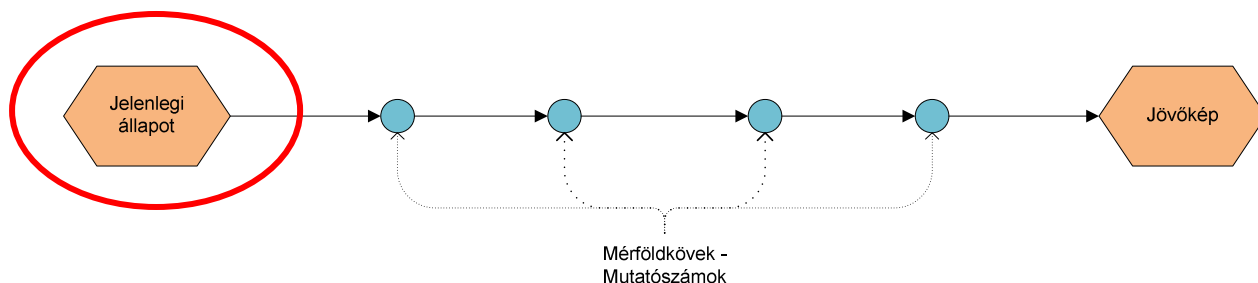 Jelenlegi
állapot
Jövőkép
Mérföldkövek -
Mutatószámok